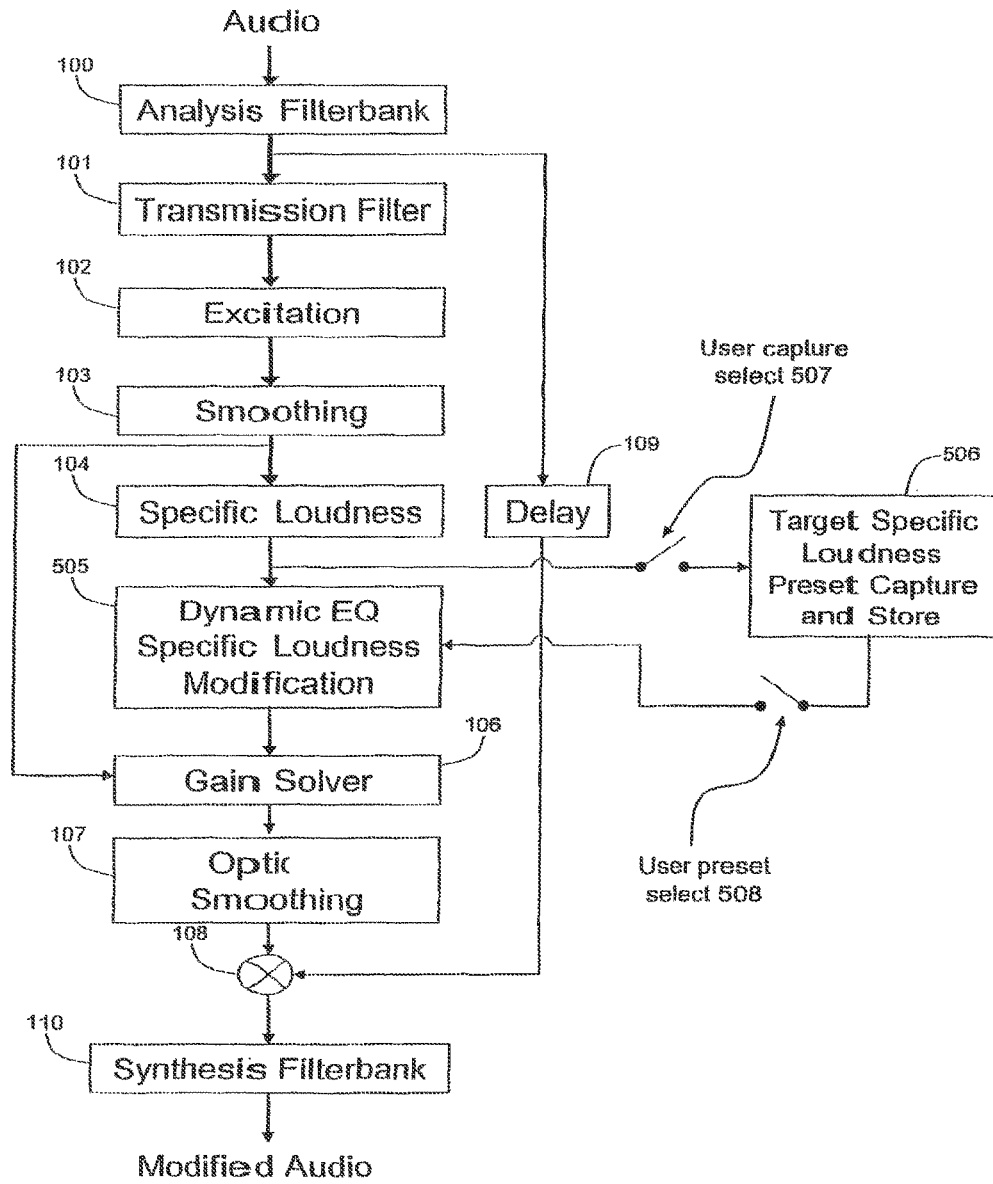 Audio
100
Analysis Filterbank
101
Transmission Filter
102
Excitation
103
Smoothing
104
Specific Loudness
109
Delay
User capture
select 507
506
Target Specific
Loudness
Preset Capture
and Store
505
Dynamic EQ
Specific Loudness
Modification
106
Gain Solver
User preset
select 508
107
Optic
Smoothing
108
110
Synthesis Filterbank
Modified Audio